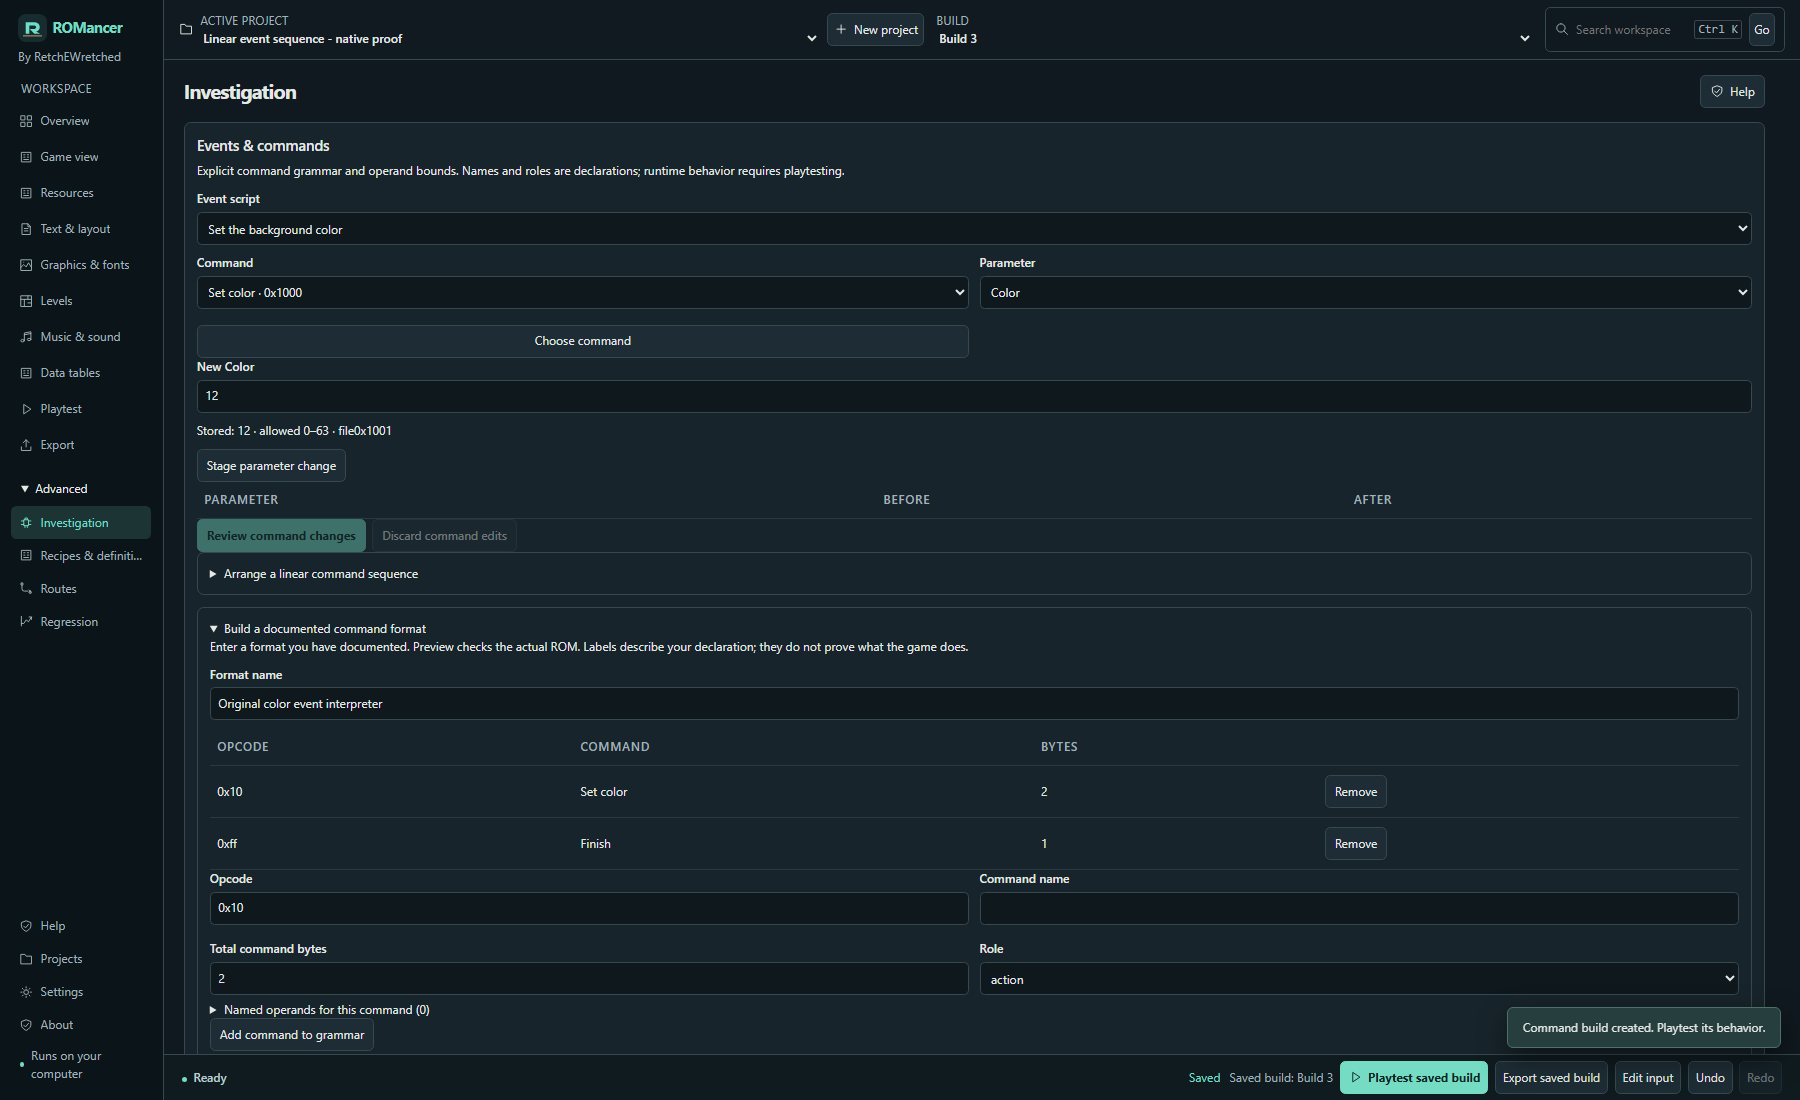 ROMancer
By RetchEWretched
WORKSPACE
Overview
Game view
Resources
Text & layout
Graphics & fonts
Levels
Music & sound
Data tables
Playtest
Export
Advanced
Investigation
Recipes & definiti...
Routes
Regression
Help
Projects
Settings
About
Runs on your
computer
ACTIVE PROJECT
Linear event sequence - native proof
New project
BUILD
Build 3
Search workspace
Ctrl K
Go
Investigation
Help
Events & commands
Explicit command grammar and operand bounds. Names and roles are declarations; runtime behavior requires playtesting.
Event script
Set the background color
Command
Parameter
Set color · 0x1000
Color
Choose command
New Color
12
Stored: 12 · allowed 0–63 · file0x1001
Stage parameter change
PARAMETER BEFORE AFTER
Review command changes
Discard command edits
Arrange a linear command sequence
Build a documented command format
Enter a format you have documented. Preview checks the actual ROM. Labels describe your declaration; they do not prove what the game does.
Format name
Original color event interpreter
OPCODE COMMAND BYTES
0x10 Set color 2 Remove
0xff Finish 1 Remove
Opcode
Command name
0x10
Total command bytes
Role
2
action
Named operands for this command (0)
Add command to grammar
Command build created. Playtest its behavior.
Ready
Saved
Saved build: Build 3
Playtest saved build
Export saved build
Edit input
Undo
Redo